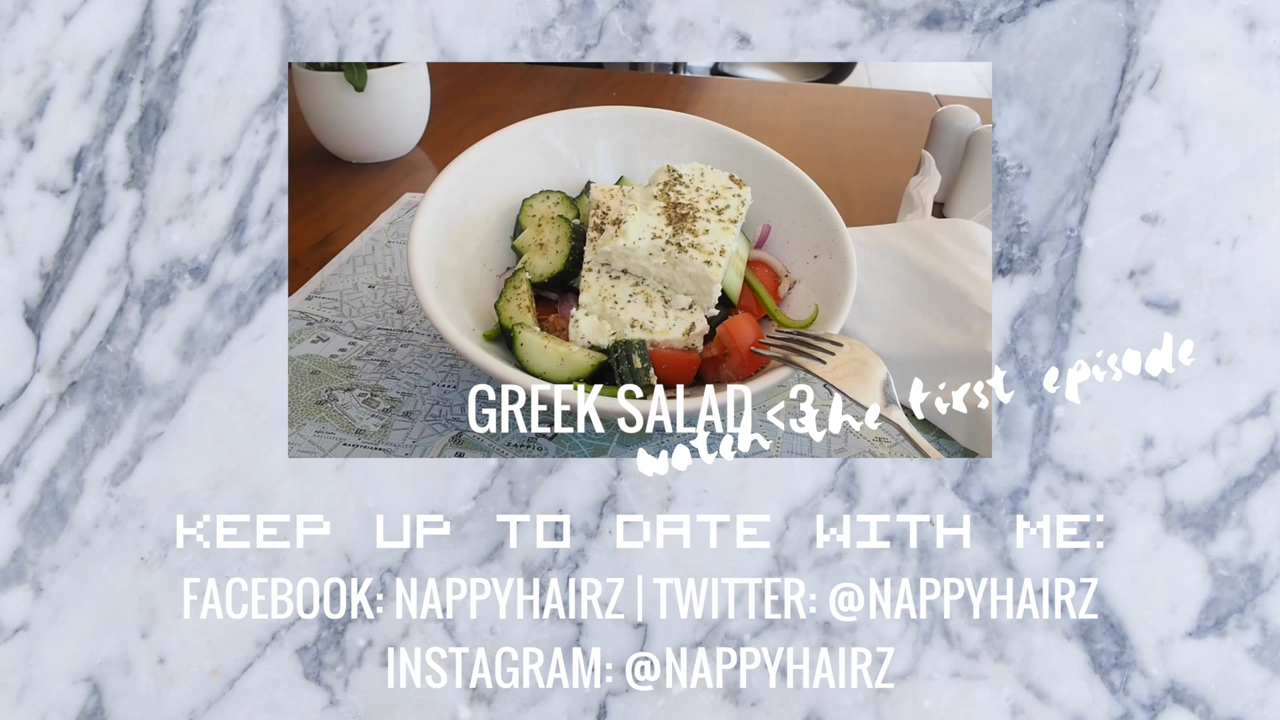 GREEK SALAD <3
watch the first episode
KEEP UP TO DATE WITH ME:
FACEBOOK: NAPPYHAIRZ | TWITTER: @NAPPYHAIRZ
INSTAGRAM: @NAPPYHAIRZ